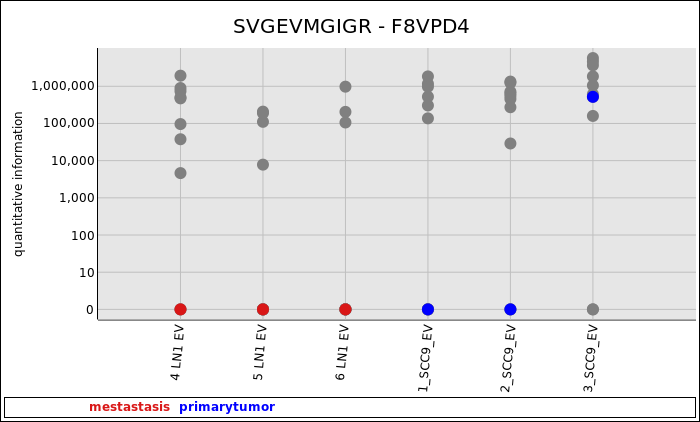 SVGEVMGIGR - F8VPD4
quantitative information
1,000,000
100,000
10,000
1,000
100
10
0
4 LN1 EV
5 LN1 EV
6 LN1 EV
1_SCC9_EV
2_SCC9_EV
3_SCC9_EV
mestastasis primarytumor